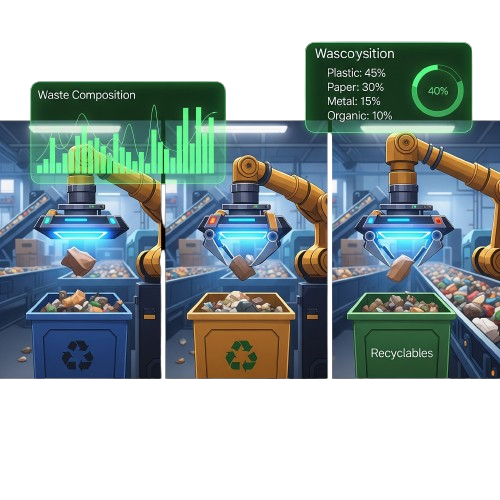 Waste Composition
Wascoysition
Plastic: 45%
Paper: 30%
Metal: 15%
Organic: 10%
40%
Recyclables